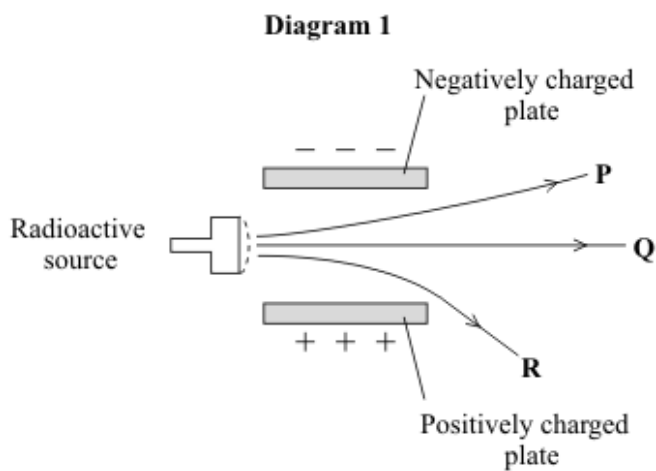 Diagram 1
Negatively charged
plate
− − −
P
Radioactive
source
Q
+ + +
R
Positively charged
plate